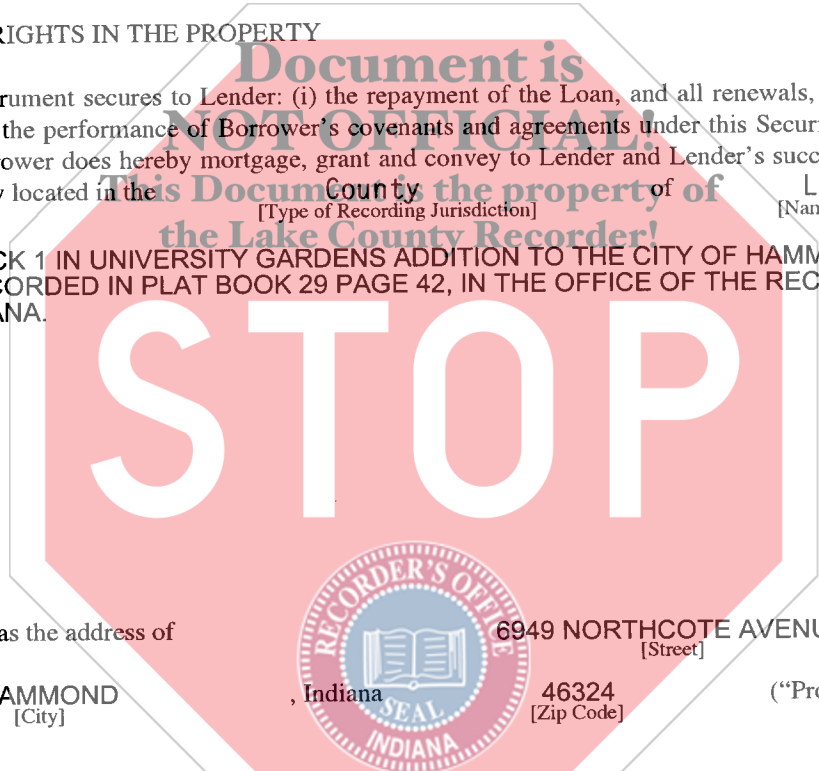 RIGHTS IN THE PROPERTY
Document is
rument secures to Lender: (i) the repayment of the Loan, and all renewals,
NOT OFFICIAL!
the performance of Borrower's covenants and agreements under this Securi
rower does hereby mortgage, grant and convey to Lender and Lender's succ
This Document is the property of
y located in the County of L
[Type of Recording Jurisdiction] [Nam
the Lake County Recorder!
CK 1 IN UNIVERSITY GARDENS ADDITION TO THE CITY OF HAMM
CORDED IN PLAT BOOK 29 PAGE 42, IN THE OFFICE OF THE REC
ANA.
STOP
RECORDER'S OFFICE
as the address of 6949 NORTHCOTE AVENU
[Street]
AMMOND , Indiana 46324 ("Pro
[City] [Zip Code]
SEAL
INDIANA